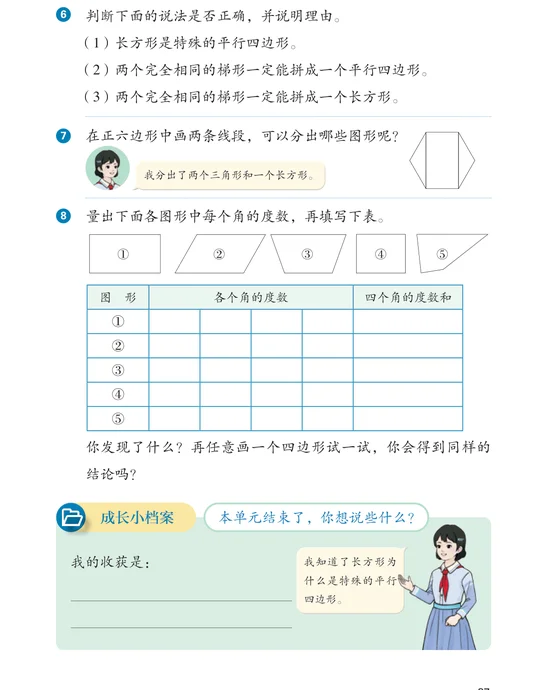 6 判断下面的说法是否正确，并说明理由。
（1）长方形是特殊的平行四边形。
（2）两个完全相同的梯形一定能拼成一个平行四边形。
（3）两个完全相同的梯形一定能拼成一个长方形。
7 在正六边形中画两条线段，可以分出哪些图形呢？
我分出了两个三角形和一个长方形。
8 量出下面各图形中每个角的度数，再填写下表。
① ② ③ ④ ⑤
图 形 各个角的度数 四个角的度数和
①
②
③
④
⑤
你发现了什么？再任意画一个四边形试一试，你会得到同样的
结论吗？
成长小档案 本单元结束了，你想说些什么？
我的收获是：
我知道了长方形为
什么是特殊的平行
四边形。